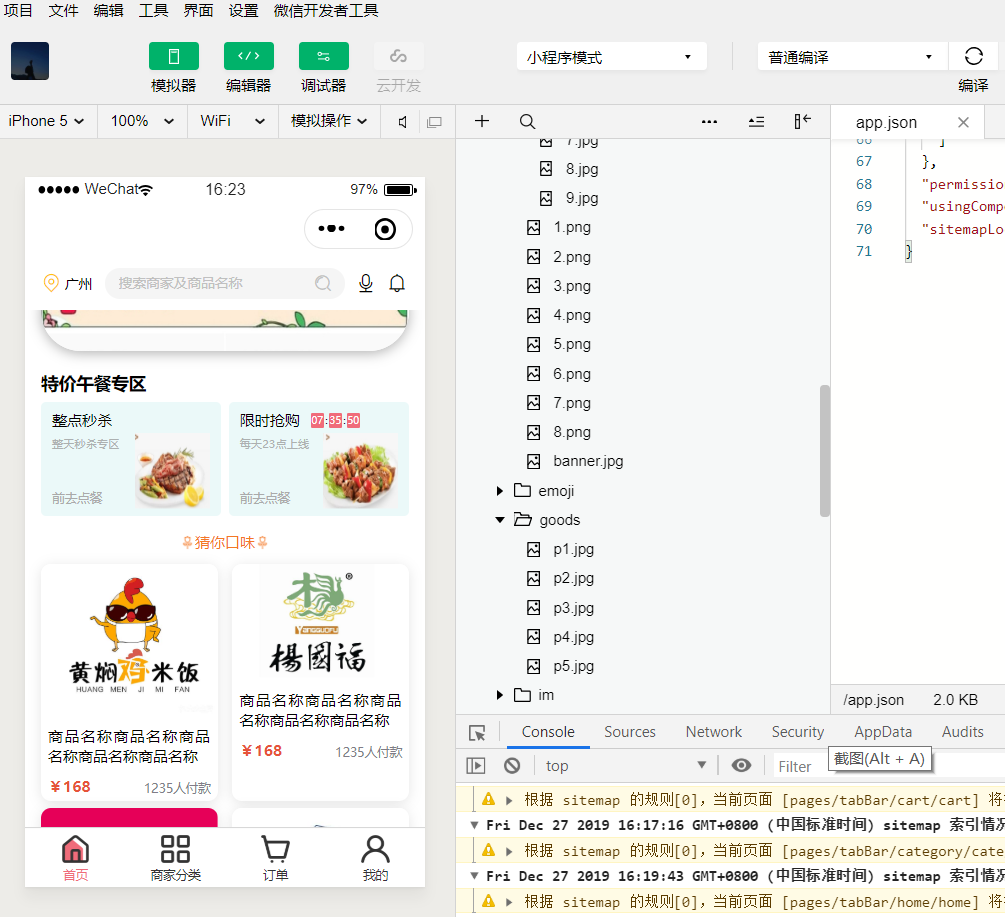 项目 文件 编辑 工具 界面 设置 微信开发者工具
模拟器 编辑器 调试器 云开发
小程序模式 普通编译 编译
iPhone 5 100% WiFi 模拟操作
WeChat 16:23 97%
广州 搜索商家及商品名称
特价午餐专区
整点秒杀
整天秒杀专区
前去点餐
限时抢购 07:35:50
每天23点上线
前去点餐
猜你口味
黄焖鸡米饭
HUANG MEN JI MI FAN
商品名称商品名称商品
名称商品名称商品名称
¥168 1235人付款
R
Yangguofu
楊國福
商品名称商品名称商品
名称商品名称商品名称
¥168 1235人付款
首页 商家分类 订单 我的
7.jpg
8.jpg
9.jpg
1.png
2.png
3.png
4.png
5.png
6.png
7.png
8.png
banner.jpg
emoji
goods
p1.jpg
p2.jpg
p3.jpg
p4.jpg
p5.jpg
im
app.json
66 ]
67 },
68 "permissio
69 "usingComp
70 "sitemapLo
71 }
/app.json 2.0 KB
Console Sources Network Security AppData Audits
top Filter
截图(Alt + A)
根据 sitemap 的规则[0]，当前页面 [pages/tabBar/cart/cart] 将
Fri Dec 27 2019 16:17:16 GMT+0800 (中国标准时间) sitemap 索引情况
根据 sitemap 的规则[0]，当前页面 [pages/tabBar/category/cate
Fri Dec 27 2019 16:19:43 GMT+0800 (中国标准时间) sitemap 索引情况
根据 sitemap 的规则[0]，当前页面 [pages/tabBar/home/home] 将